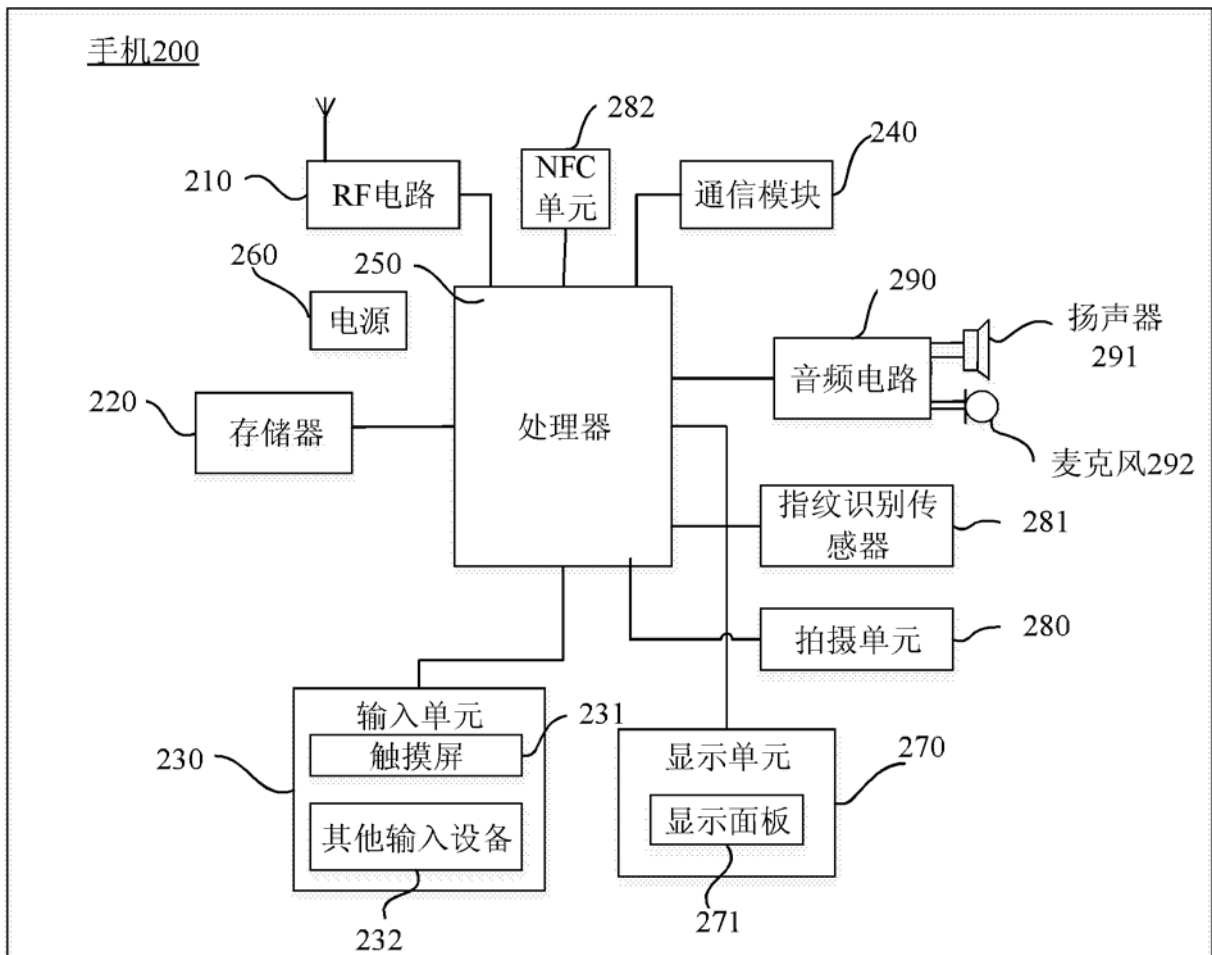 手机200
282
NFC
单元
240
通信模块
210
RF电路
260
电源
250
处理器
290
音频电路
扬声器
291
麦克风292
220
存储器
指纹识别传
感器
281
拍摄单元
280
输入单元
231
触摸屏
230
其他输入设备
232
显示单元
270
显示面板
271